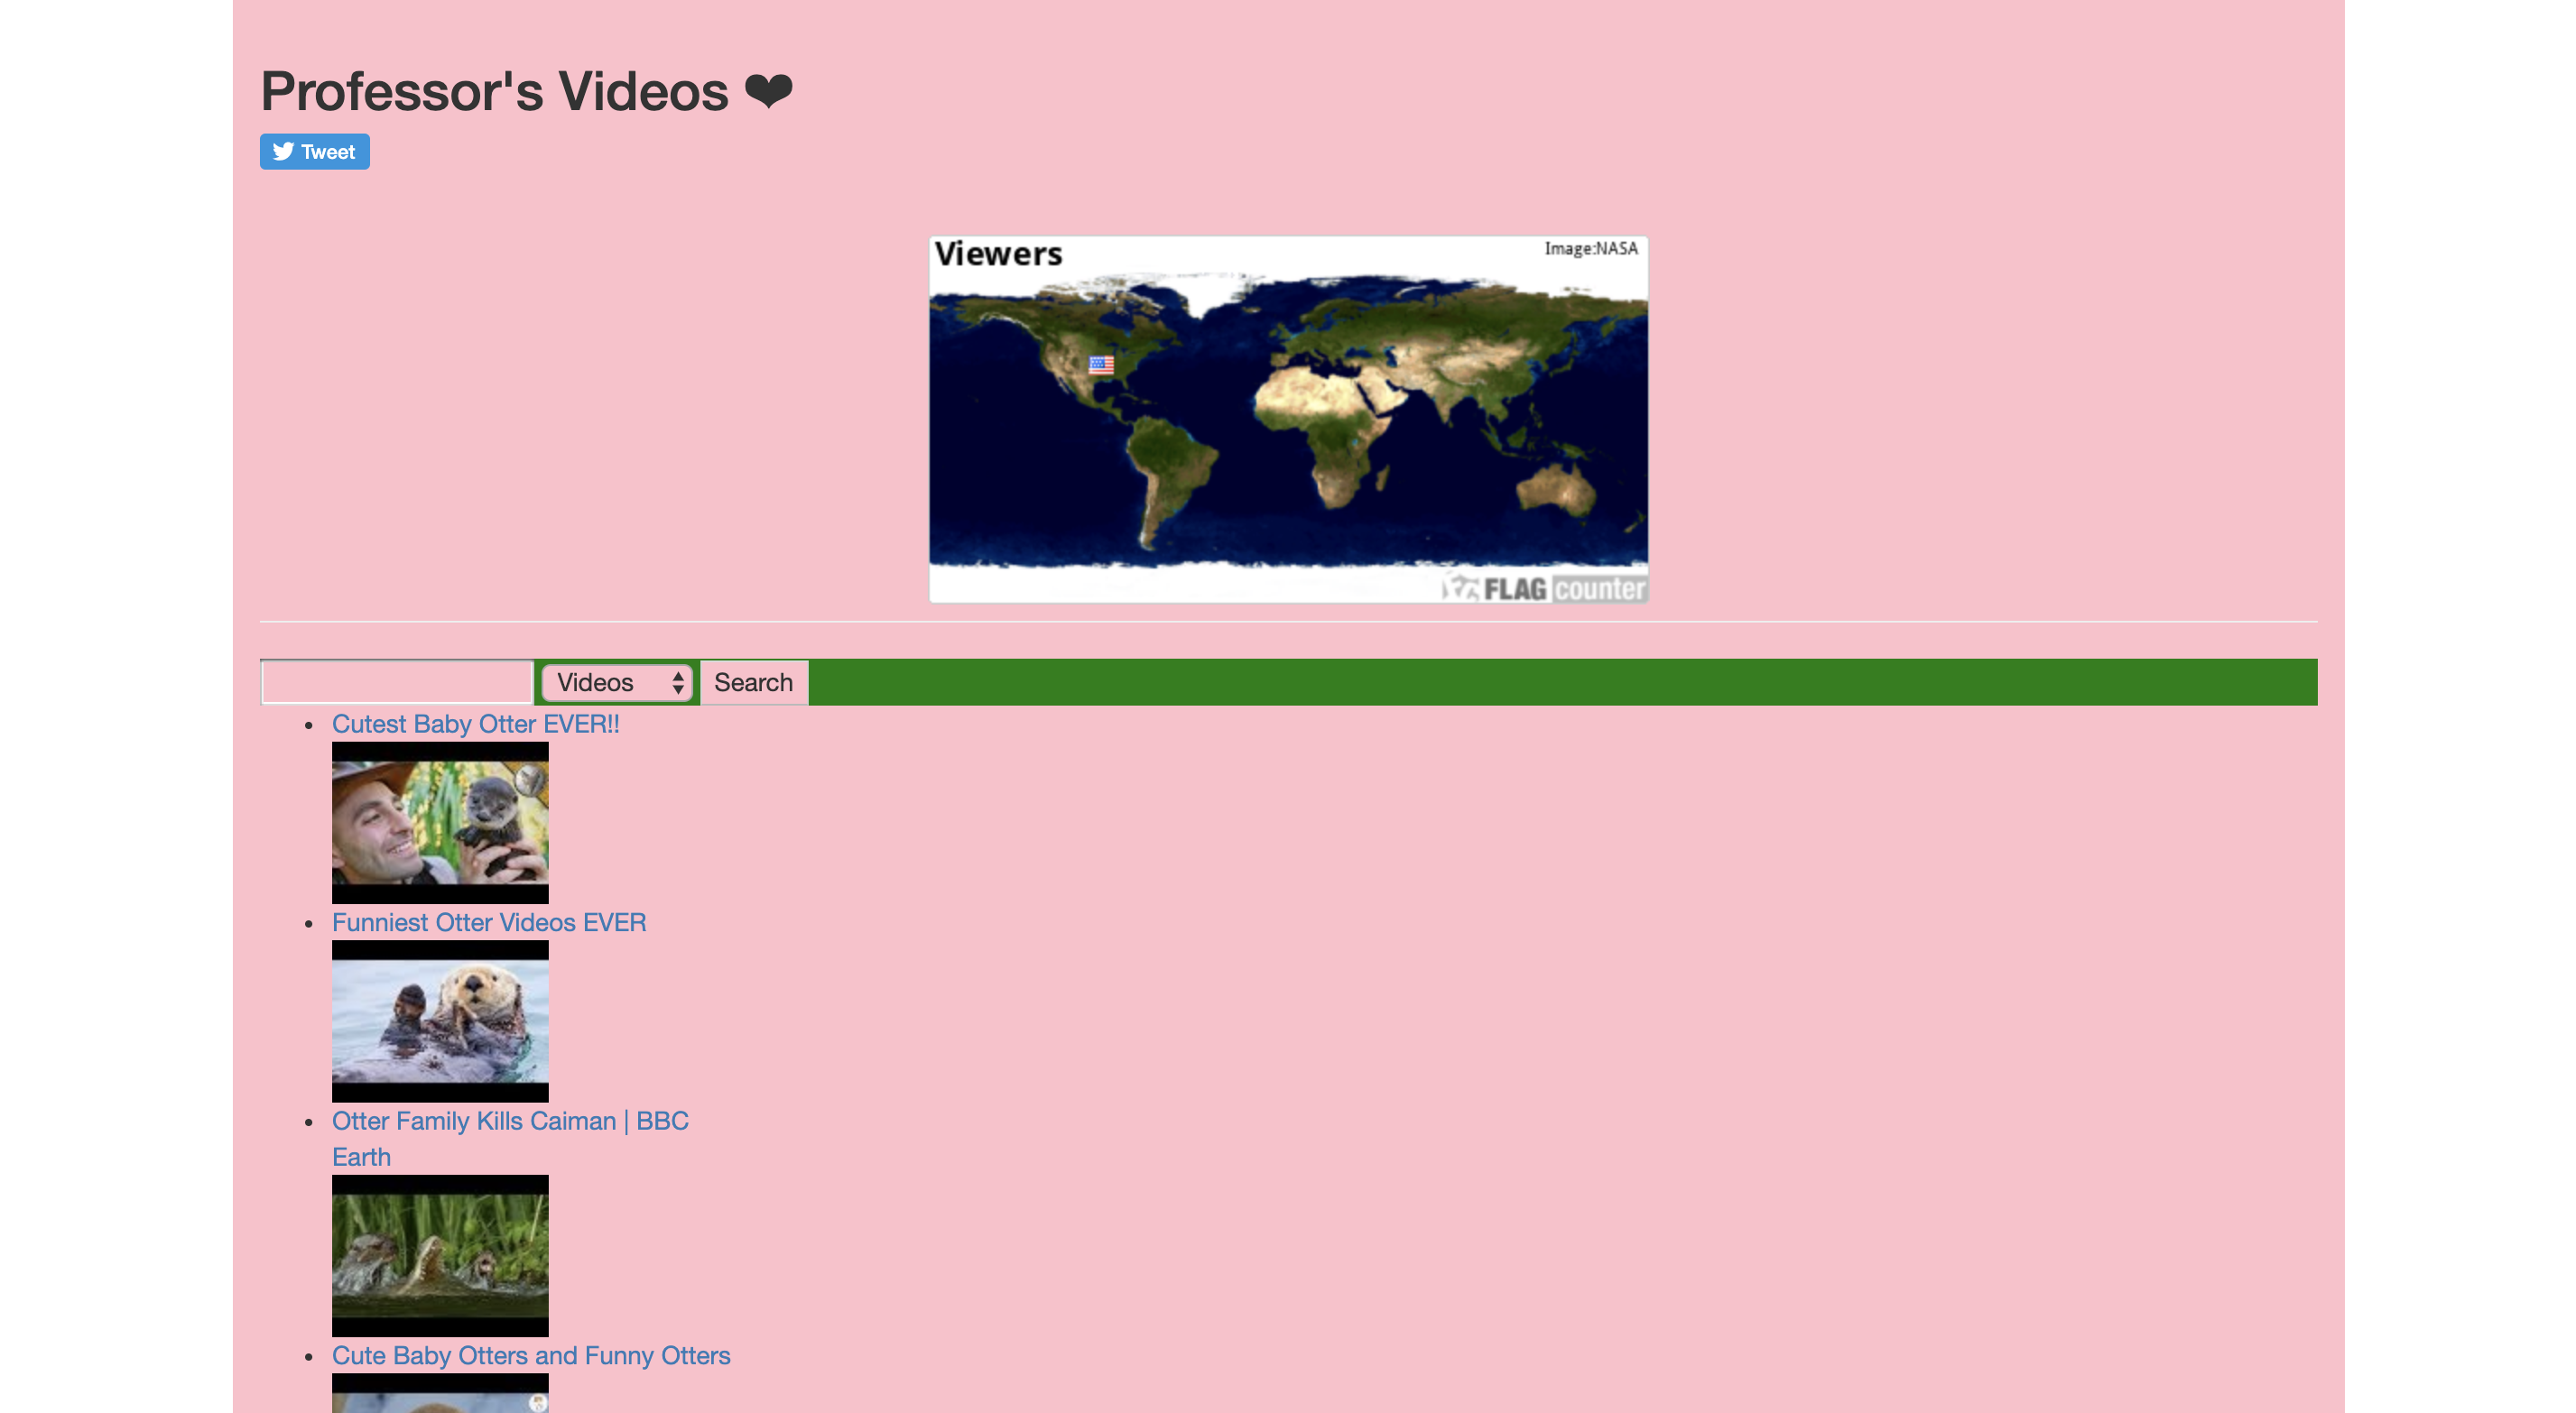 Professor's Videos ❤
Tweet
Viewers
Image:NASA
FLAG counter
Videos
Search
Cutest Baby Otter EVER!!
Funniest Otter Videos EVER
Otter Family Kills Caiman | BBC
Earth
Cute Baby Otters and Funny Otters